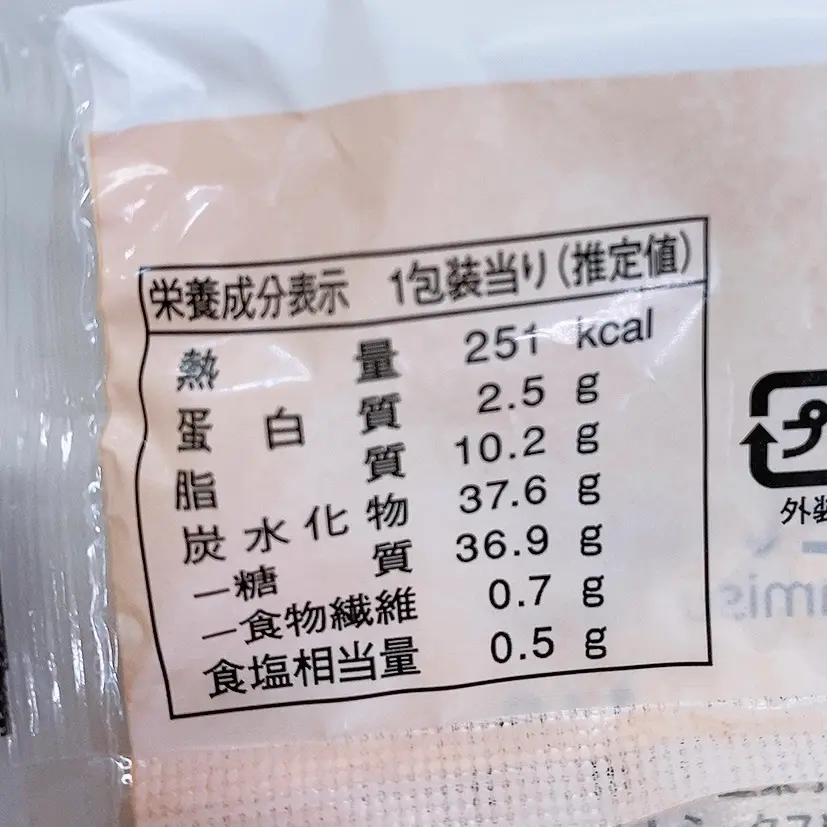 栄養成分表示 1包装当り(推定値)
熱量 251 kcal
蛋白質 2.5 g
脂質 10.2 g
炭水化物 37.6 g
―糖質 36.9 g
―食物繊維 0.7 g
食塩相当量 0.5 g
プ
外装